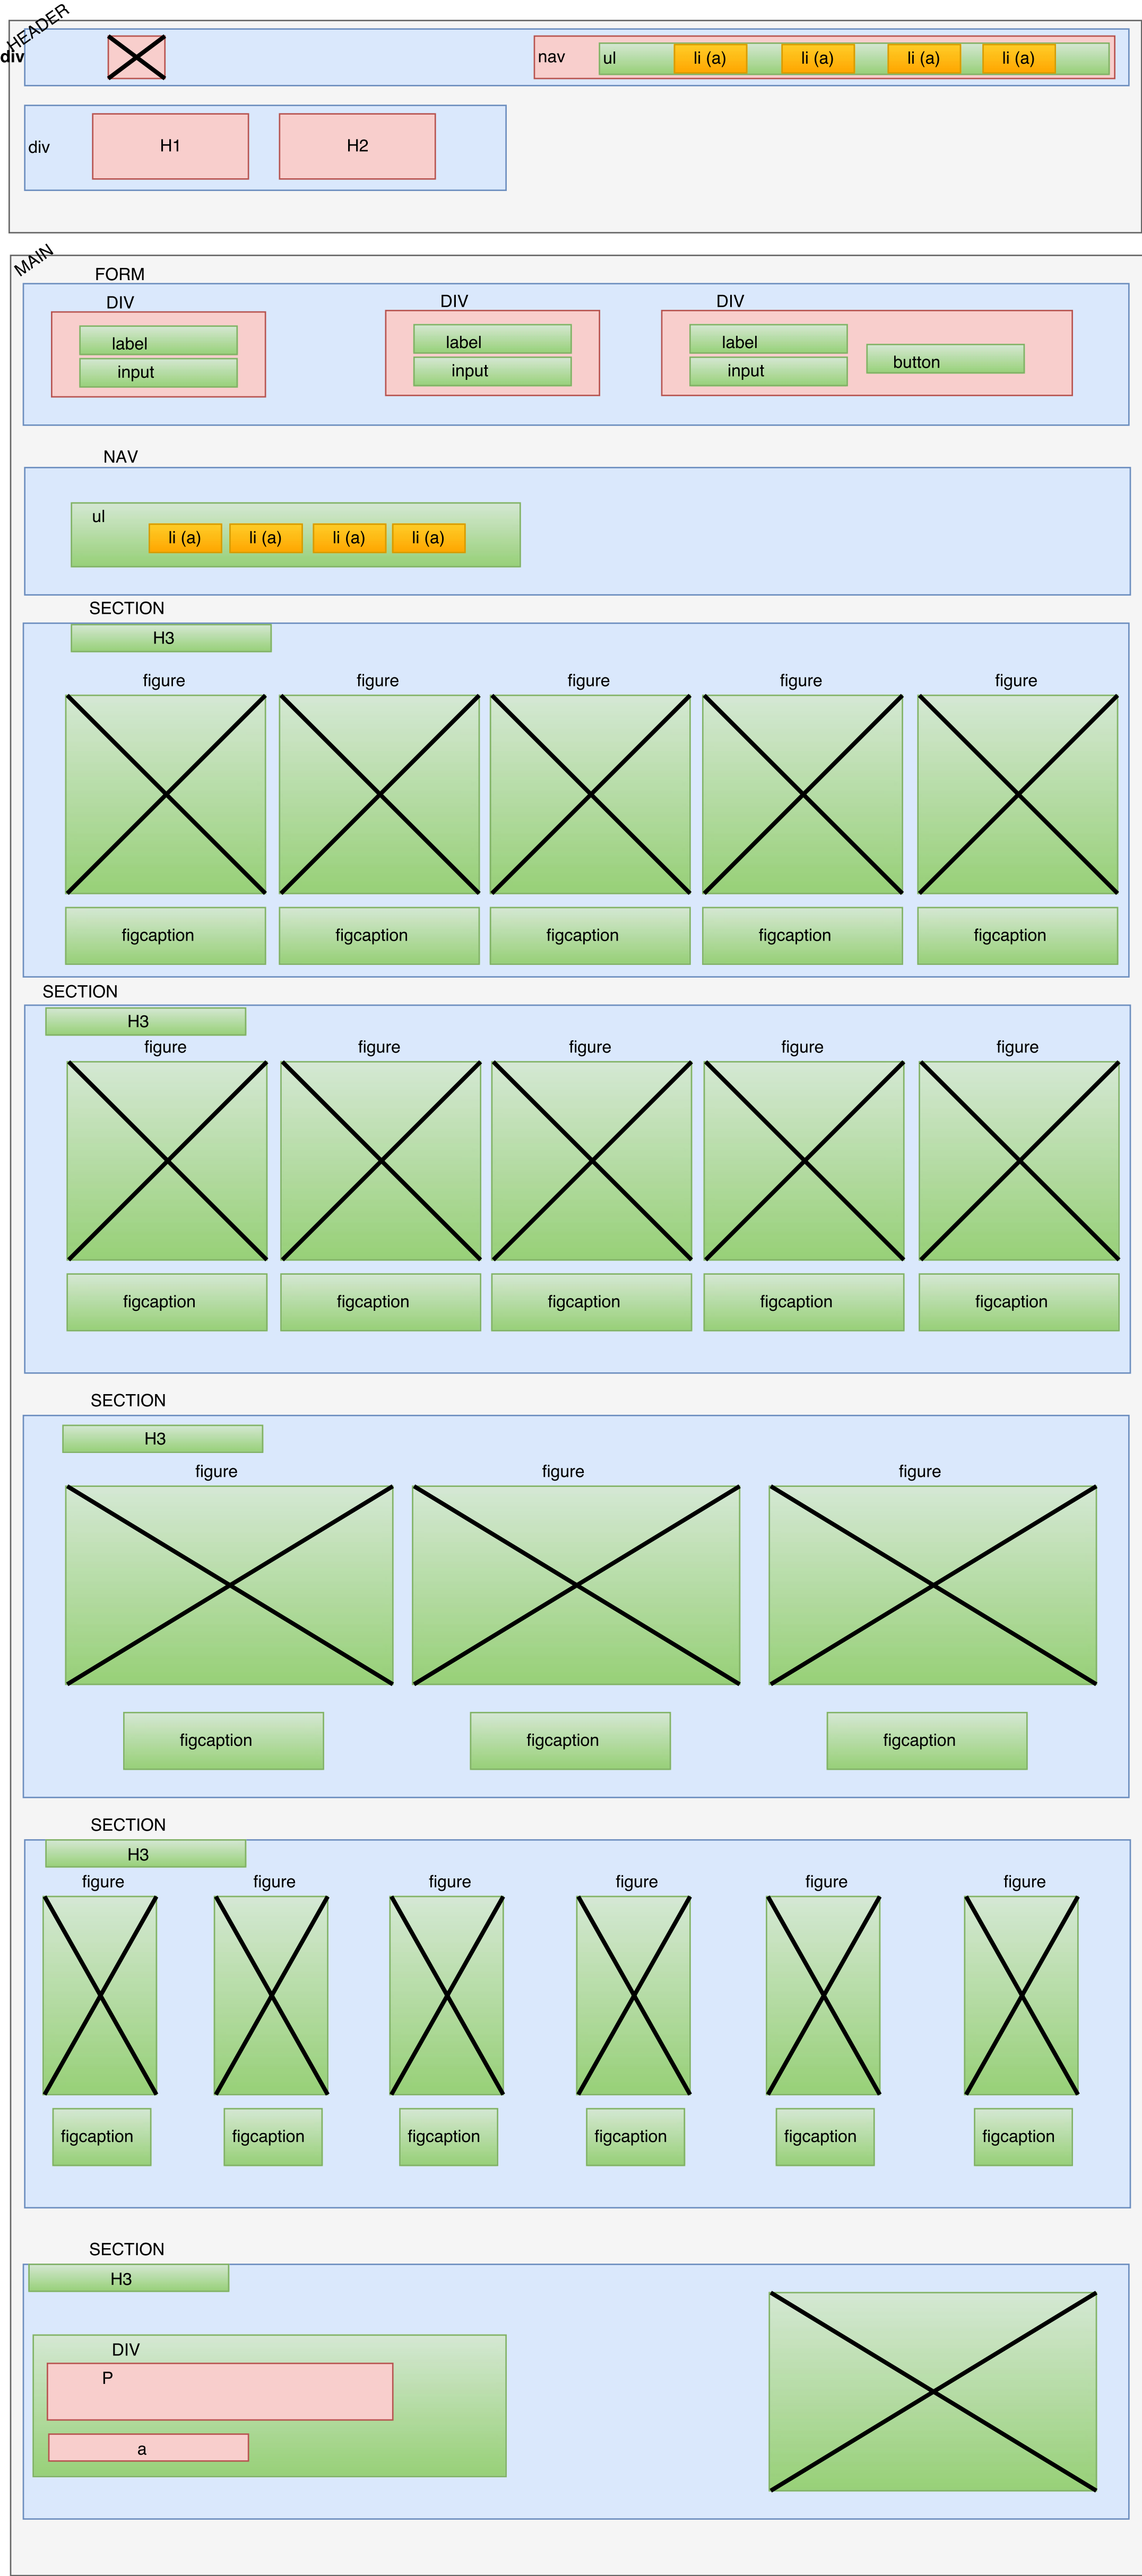 HEADER
div
nav
ul
li (a) li (a) li (a) li (a)
div
H1 H2
MAIN
FORM
DIV DIV DIV
label label label
input input input button
NAV
ul
li (a) li (a) li (a) li (a)
SECTION
H3
figure figure figure figure figure
figcaption figcaption figcaption figcaption figcaption
SECTION
H3
figure figure figure figure figure
figcaption figcaption figcaption figcaption figcaption
SECTION
H3
figure figure figure
figcaption figcaption figcaption
SECTION
H3
figure figure figure figure figure figure
figcaption figcaption figcaption figcaption figcaption figcaption
SECTION
H3
DIV
P
a